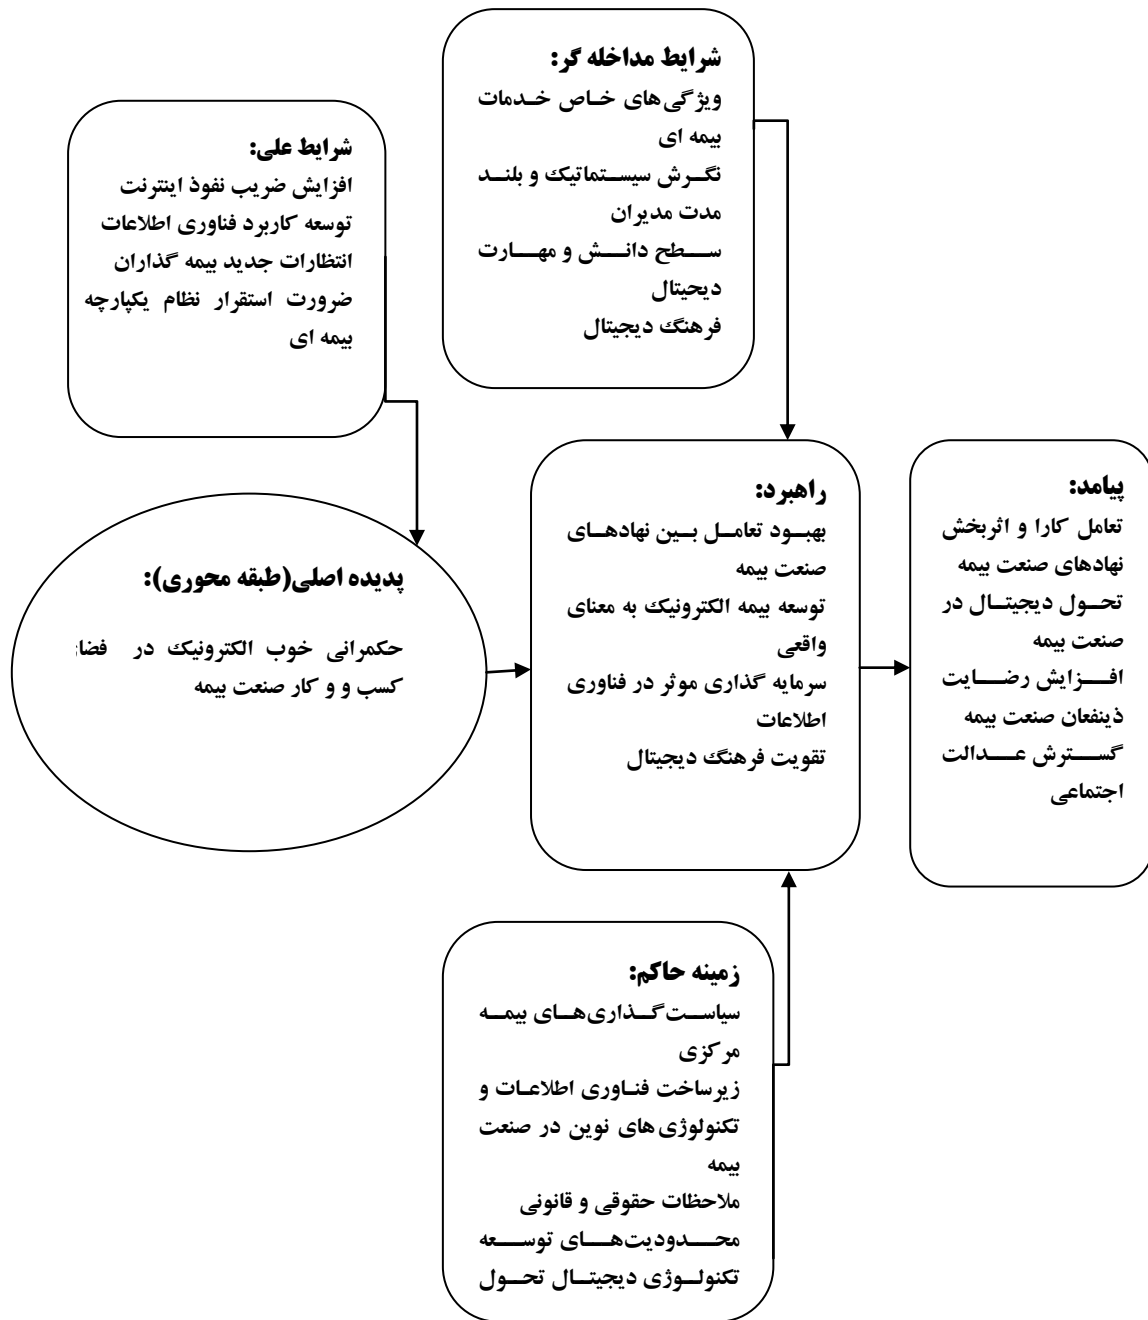 شرایط مداخله گر:
ویژگی‌های خاص خدمات
بیمه ای
نگرش سیستماتیک و بلند
مدت مدیران
سطح دانش و مهارت
دیجیتال
فرهنگ دیجیتال
شرایط علی:
افزایش ضریب نفوذ اینترنت
توسعه کاربرد فناوری اطلاعات
انتظارات جدید بیمه گذاران
ضرورت استقرار نظام یکپارچه
بیمه ای
پدیده اصلی(طبقه محوری):
حکمرانی خوب الکترونیک در
کسب و و کار صنعت بیمه
راهبرد:
بهبود تعامل بین نهادهای
صنعت بیمه
توسعه بیمه الکترونیک به معنای
واقعی
سرمایه گذاری موثر در فناوری
اطلاعات
تقویت فرهنگ دیجیتال
پیامد:
تعامل کارا و اثربخش
نهادهای صنعت بیمه
تحول دیجیتال در
صنعت بیمه
افزایش رضایت
ذینفعان صنعت بیمه
گسترش عدالت
اجتماعی
زمینه حاکم:
سیاست‌گذاری‌های بیمه
مرکزی
زیرساخت فناوری اطلاعات و
تکنولوژی‌های نوین در صنعت
بیمه
ملاحظات حقوقی و قانونی
محدودیت‌های توسعه
تکنولوژی دیجیتال تحول